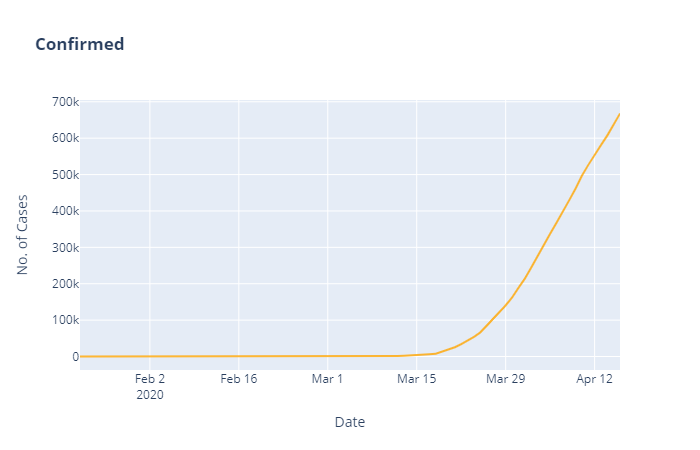 Confirmed
700k
600k
500k
400k
300k
200k
100k
0
No. of Cases
Feb 2
2020
Feb 16
Mar 1
Mar 15
Mar 29
Apr 12
Date